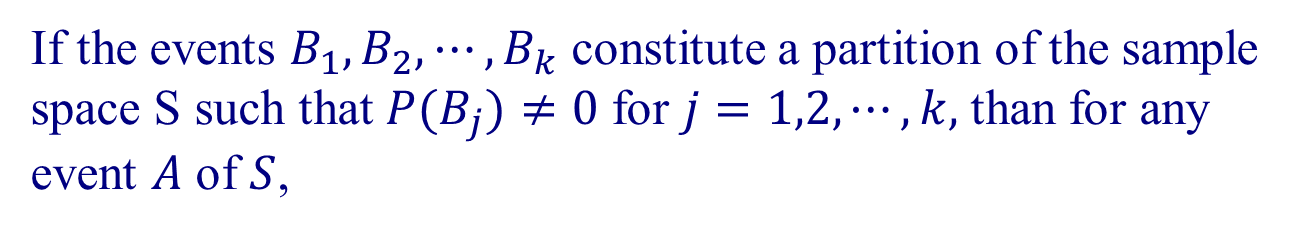 If the events B₁, B₂, ⋯ , Bₖ constitute a partition of the sample
space S such that P(Bⱼ) ≠ 0 for j = 1,2, ⋯ , k, than for any
event A of S,